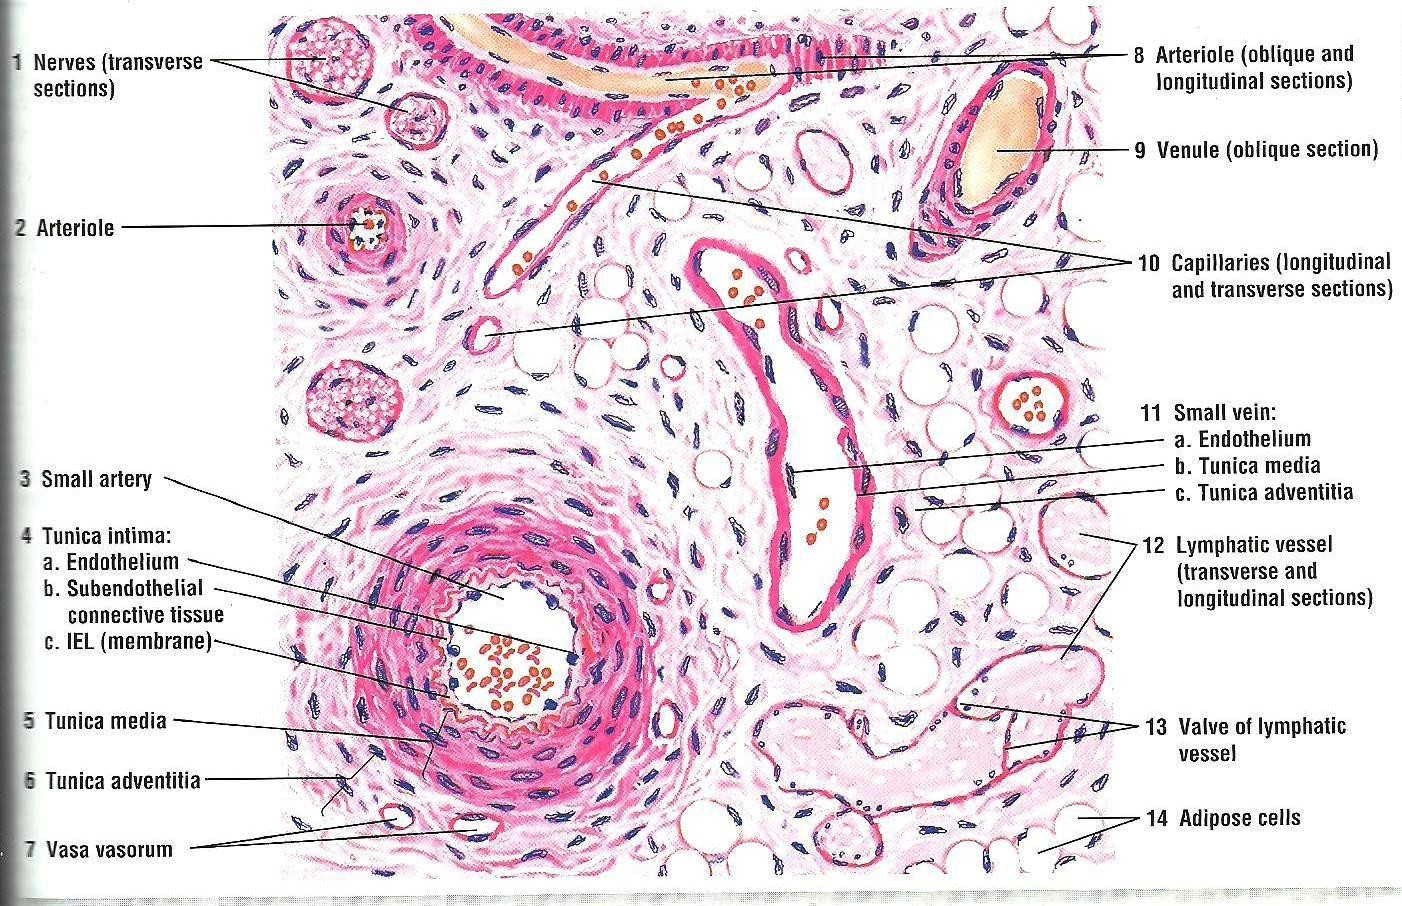 1 Nerves (transverse
sections)
2 Arteriole
3 Small artery
4 Tunica intima:
a. Endothelium
b. Subendothelial
connective tissue
c. IEL (membrane)
5 Tunica media
6 Tunica adventitia
7 Vasa vasorum
8 Arteriole (oblique and
longitudinal sections)
9 Venule (oblique section)
10 Capillaries (longitudinal
and transverse sections)
11 Small vein:
a. Endothelium
b. Tunica media
c. Tunica adventitia
12 Lymphatic vessel
(transverse and
longitudinal sections)
13 Valve of lymphatic
vessel
14 Adipose cells